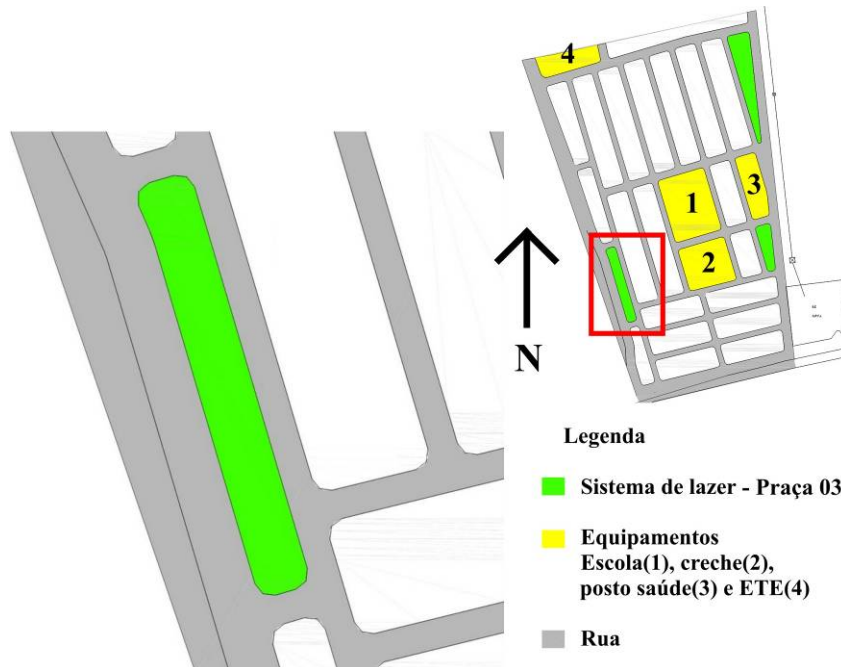 4
1
3
2
N
Legenda
Sistema de lazer - Praça 03
Equipamentos
Escola(1), creche(2),
posto saúde(3) e ETE(4)
Rua